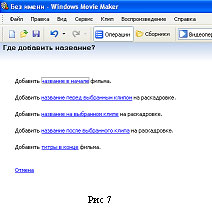 Без имени - Windows Movie Maker
Файл Правка Вид Сервис Клип Воспроизведение Справка
Операции Сборники
Где добавить название?
Добавить название в начале фильма.
Добавить название перед выбранным клипом на раскадровке.
Добавить название на выбранном клипе на раскадровке.
Добавить название после выбранного клипа на раскадровке.
Добавить титры в конце фильма.
Отмена
Рис 7